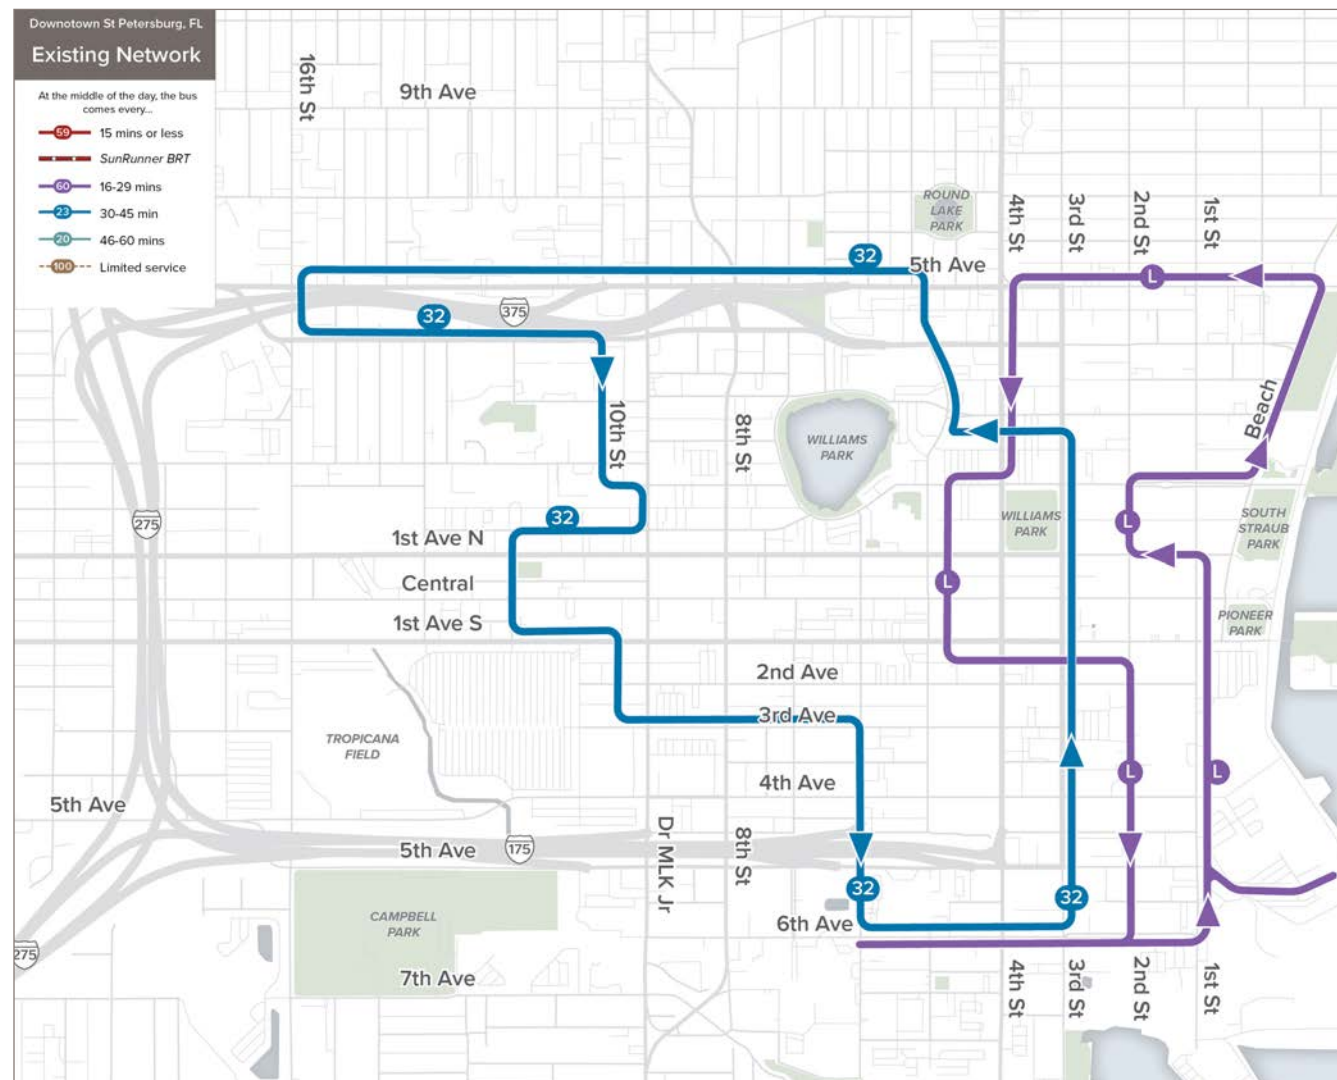 Downotown St Petersburg, FL
Existing Network
At the middle of the day, the bus
comes every...
59 15 mins or less
SunRunner BRT
60 16-29 mins
23 30-45 min
20 46-60 mins
100 Limited service
16th St
9th Ave
ROUND
LAKE
PARK
4th St
3rd St
2nd St
1st St
32
5th Ave
L
375
32
Beach
10th St
8th St
WILLIAMS
PARK
275
32
L
WILLIAMS
PARK
SOUTH
STRAUB
PARK
1st Ave N
Central
L
1st Ave S
PIONEER
PARK
2nd Ave
3rd Ave
TROPICANA
FIELD
4th Ave
L
L
5th Ave
Dr MLK Jr
8th St
5th Ave
175
32
32
CAMPBELL
PARK
6th Ave
275
7th Ave
4th St
3rd St
2nd St
1st St